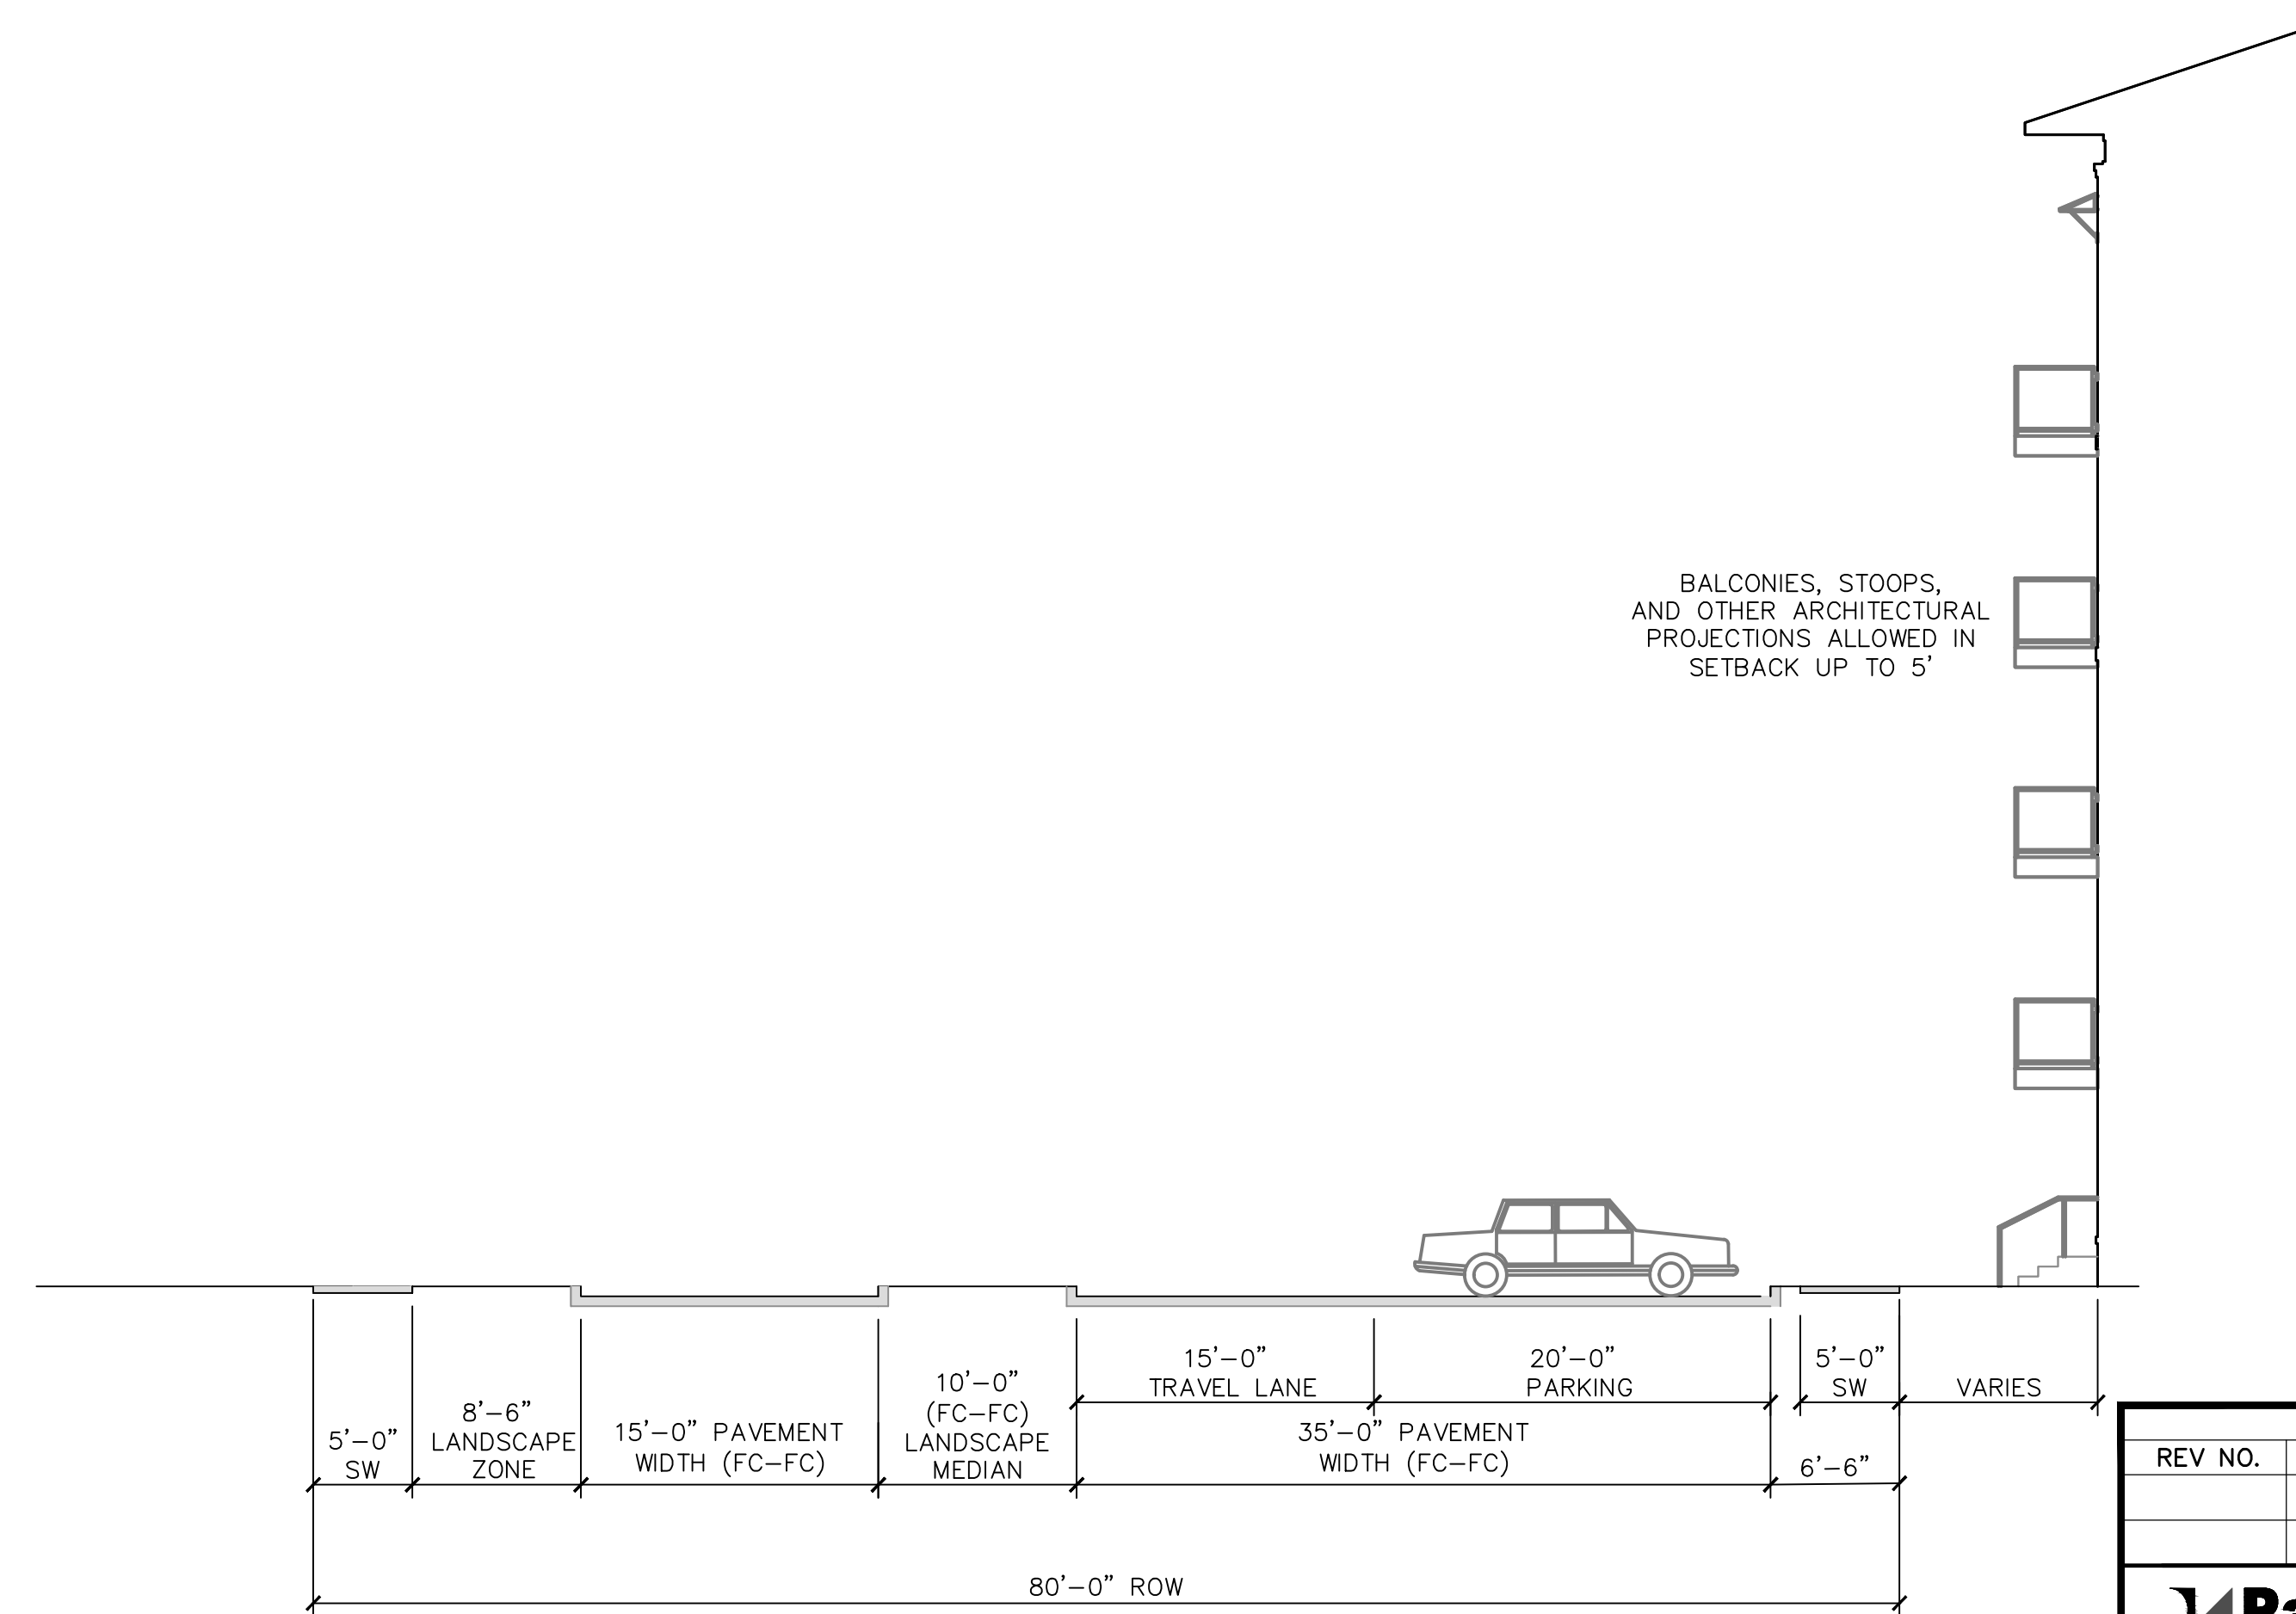 BALCONIES, STOOPS,
AND OTHER ARCHITECTURAL
PROJECTIONS ALLOWED IN
SETBACK UP TO 5'
5'-0"
SW
8'-6"
LANDSCAPE
ZONE
15'-0" PAVEMENT
WIDTH (FC-FC)
10'-0"
(FC-FC)
LANDSCAPE
MEDIAN
15'-0"
TRAVEL LANE
20'-0"
PARKING
35'-0" PAVEMENT
WIDTH (FC-FC)
5'-0"
SW
6'-6"
VARIES
80'-0" ROW
REV NO.